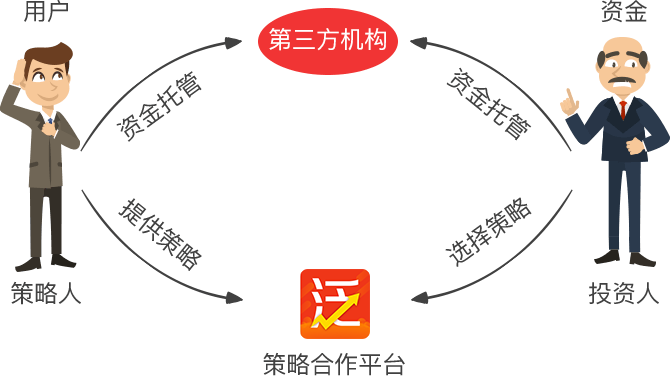 用户
资金
第三方机构
资金托管
资金托管
提供策略
选择策略
策略人
泛
投资人
策略合作平台